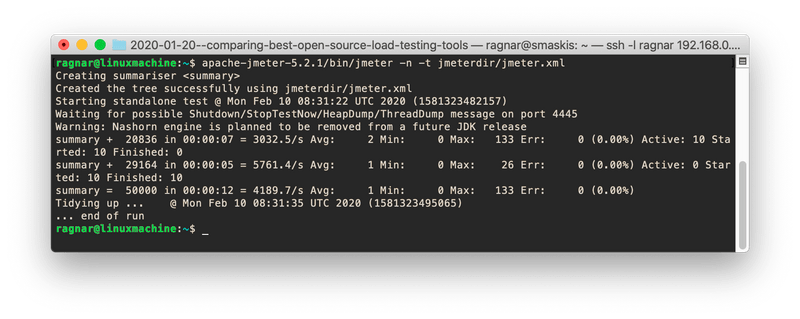 2020-01-20--comparing-best-open-source-load-testing-tools — ragnar@smaskis: ~ — ssh -l ragnar 192.168.0....
ragnar@linuxmachine:~$ apache-jmeter-5.2.1/bin/jmeter -n -t jmeterdir/jmeter.xml
Creating summariser <summary>
Created the tree successfully using jmeterdir/jmeter.xml
Starting standalone test @ Mon Feb 10 08:31:22 UTC 2020 (1581323482157)
Waiting for possible Shutdown/StopTestNow/HeapDump/ThreadDump message on port 4445
Warning: Nashorn engine is planned to be removed from a future JDK release
summary +  20836 in 00:00:07 = 3032.5/s Avg:     2 Min:     0 Max:   133 Err:     0 (0.00%) Active: 10 Sta
rted: 10 Finished: 0
summary +  29164 in 00:00:05 = 5761.4/s Avg:     1 Min:     0 Max:    26 Err:     0 (0.00%) Active: 0 Star
ted: 10 Finished: 10
summary =  50000 in 00:00:12 = 4189.7/s Avg:     1 Min:     0 Max:   133 Err:     0 (0.00%)
Tidying up ...    @ Mon Feb 10 08:31:35 UTC 2020 (1581323495065)
... end of run
ragnar@linuxmachine:~$ _